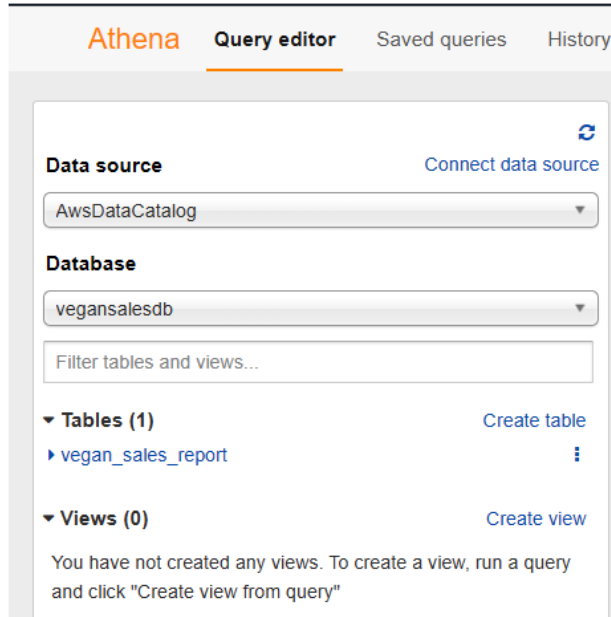 Athena Query editor Saved queries History
Data source Connect data source
AwsDataCatalog
Database
vegansalesdb
Filter tables and views...
Tables (1) Create table
vegan_sales_report
Views (0) Create view
You have not created any views. To create a view, run a query
and click "Create view from query"